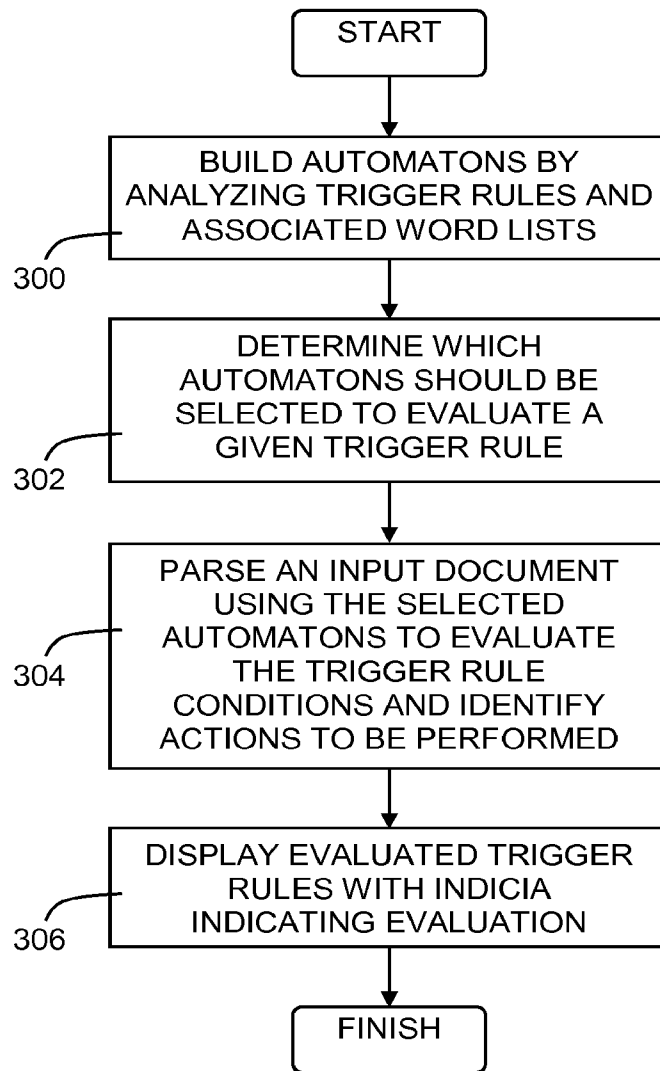 START
BUILD AUTOMATONS BY
ANALYZING TRIGGER RULES AND
ASSOCIATED WORD LISTS
300
DETERMINE WHICH
AUTOMATONS SHOULD BE
SELECTED TO EVALUATE A
GIVEN TRIGGER RULE
302
PARSE AN INPUT DOCUMENT
USING THE SELECTED
AUTOMATONS TO EVALUATE
THE TRIGGER RULE
CONDITIONS AND IDENTIFY
ACTIONS TO BE PERFORMED
304
DISPLAY EVALUATED TRIGGER
RULES WITH INDICIA
INDICATING EVALUATION
306
FINISH